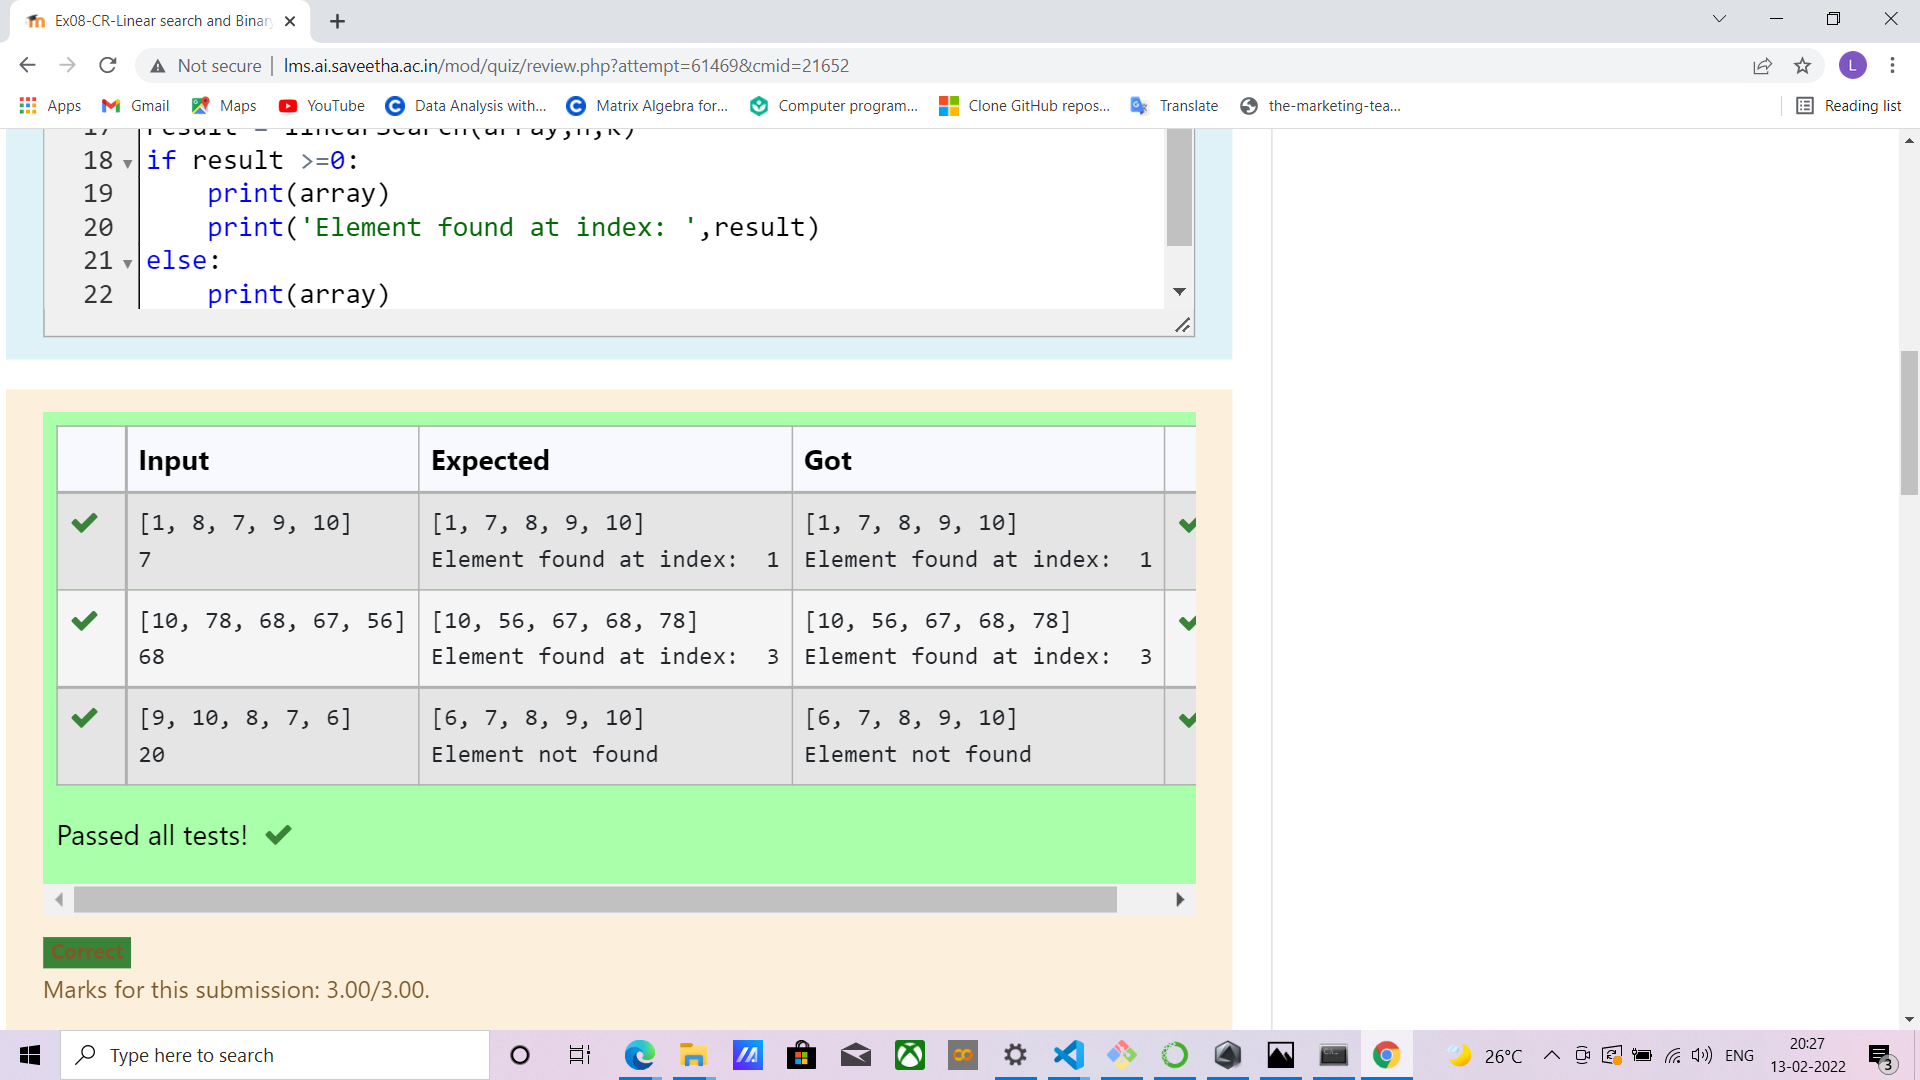 Ex08-CR-Linear search and Binar
Not secure | lms.ai.saveetha.ac.in/mod/quiz/review.php?attempt=61469&cmid=21652
L
Apps Gmail Maps YouTube Data Analysis with... Matrix Algebra for... Computer program... Clone GitHub repos... Translate the-marketing-tea... Reading list
17 result = linearSearch(array,n,k)
18 if result >=0:
19 print(array)
20 print('Element found at index: ',result)
21 else:
22 print(array)
Input Expected Got
[1, 8, 7, 9, 10] [1, 7, 8, 9, 10] [1, 7, 8, 9, 10]
7 Element found at index:  1 Element found at index:  1
[10, 78, 68, 67, 56] [10, 56, 67, 68, 78] [10, 56, 67, 68, 78]
68 Element found at index:  3 Element found at index:  3
[9, 10, 8, 7, 6] [6, 7, 8, 9, 10] [6, 7, 8, 9, 10]
20 Element not found Element not found
Passed all tests!
Correct
Marks for this submission: 3.00/3.00.
Type here to search
26°C
ENG
20:27
13-02-2022
3